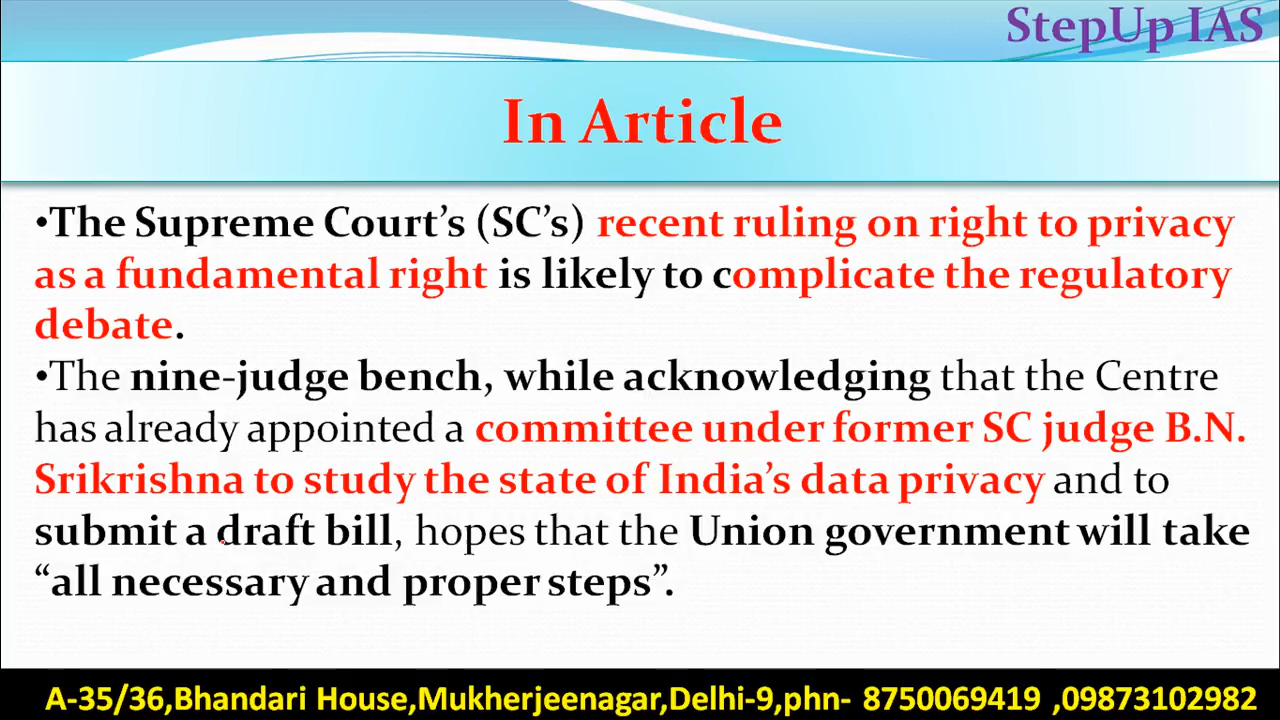 StepUp IAS
In Article
•The Supreme Court’s (SC’s) recent ruling on right to privacy
as a fundamental right is likely to complicate the regulatory
debate.
•The nine-judge bench, while acknowledging that the Centre
has already appointed a committee under former SC judge B.N.
Srikrishna to study the state of India’s data privacy and to
submit a draft bill, hopes that the Union government will take
“all necessary and proper steps”.
A-35/36,Bhandari House,Mukherjeenagar,Delhi-9,phn- 8750069419 ,09873102982